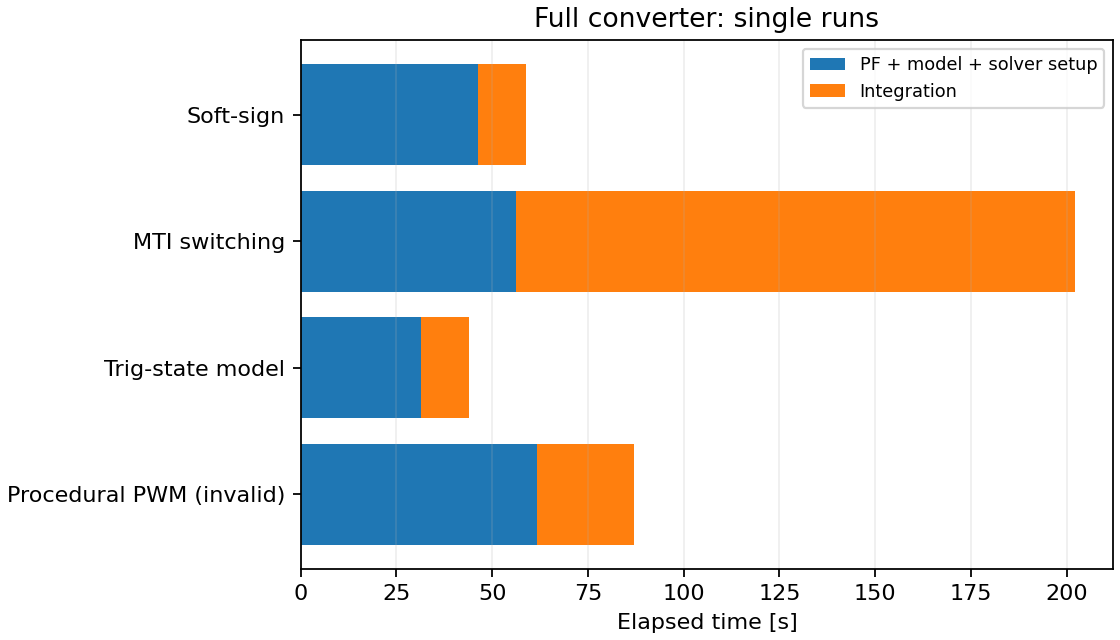 Full converter: single runs
PF + model + solver setup
Integration
Soft-sign
MTI switching
Trig-state model
Procedural PWM (invalid)
0 25 50 75 100 125 150 175 200
Elapsed time [s]